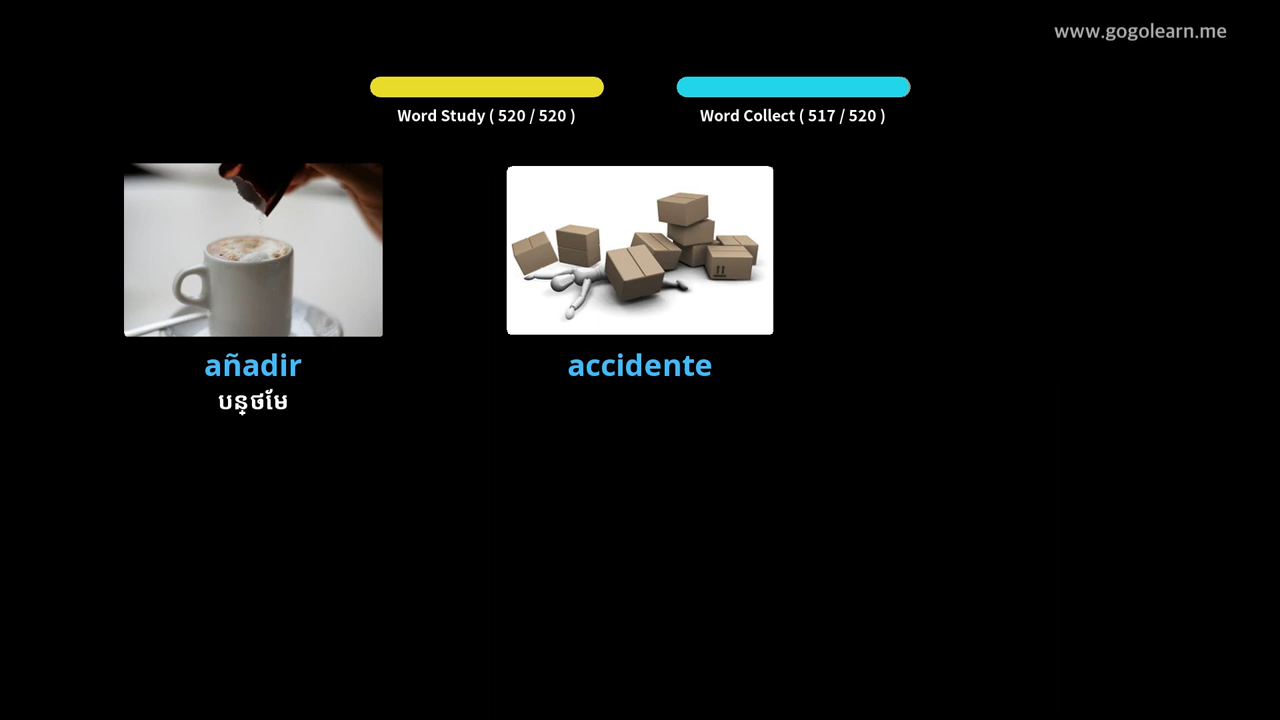 www.gogolearn.me
Word Study ( 520 / 520 )
Word Collect ( 517 / 520 )
añadir
accidente
បន្ថមែ